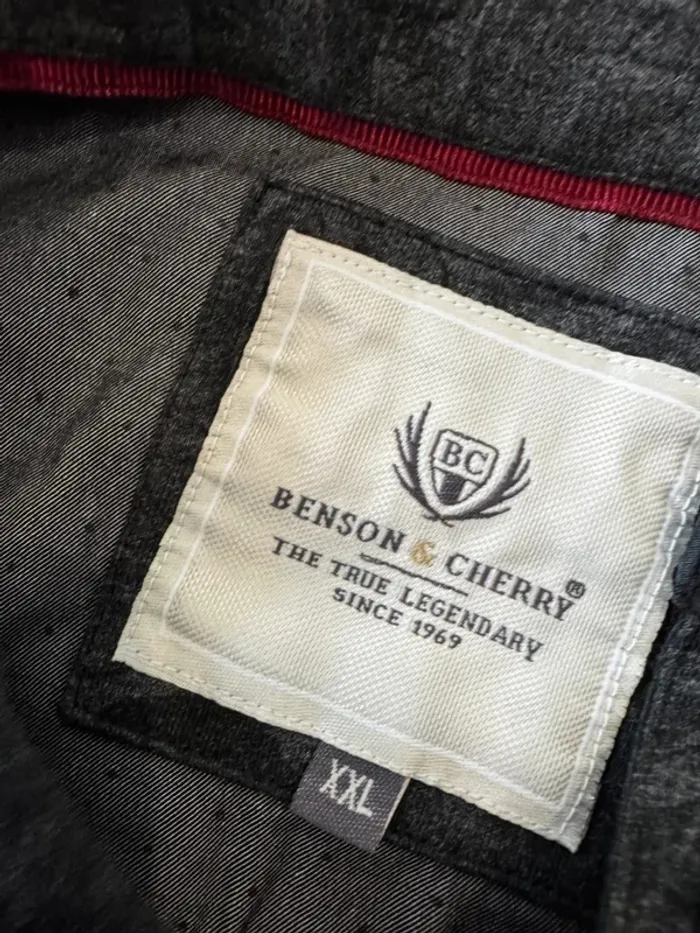 BC
BENSON & CHERRY®
THE TRUE LEGENDARY
SINCE 1969
XXL